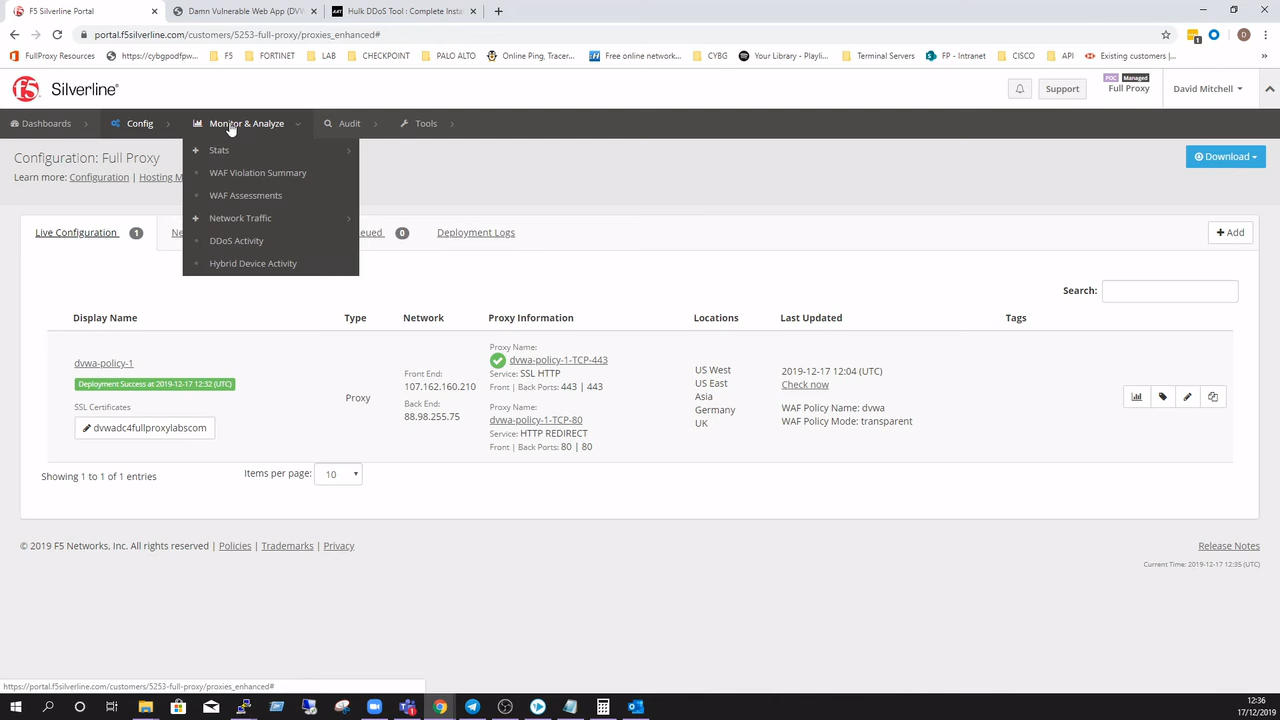 F5 Silverline Portal
Damn Vulnerable Web App (DVW
Hulk DDoS Tool : Complete Insta
portal.f5silverline.com/customers/5253-full-proxy/proxies_enhanced#
D
FullProxy Resources
https://cybgpodfpw...
F5
FORTINET
LAB
CHECKPOINT
PALO ALTO
Online Ping, Tracer...
Free online network...
CYBG
Your Library - Playli...
Terminal Servers
FP - Intranet
CISCO
API
Existing customers |...
f5 Silverline
Support
POC Managed
Full Proxy
David Mitchell
Dashboards
Config
Monitor & Analyze
Audit
Tools
Configuration: Full Proxy
Learn more: Configuration | Hosting M
Download
Stats
WAF Violation Summary
WAF Assessments
Network Traffic
DDoS Activity
Hybrid Device Activity
Live Configuration 1
Ne
ueued 0
Deployment Logs
+ Add
Search:
Display Name
Type
Network
Proxy Information
Locations
Last Updated
Tags
dvwa-policy-1
Deployment Success at 2019-12-17 12:32 (UTC)
SSL Certificates
dvwadc4fullproxylabscom
Proxy
Front End:
107.162.160.210
Back End:
88.98.255.75
Proxy Name:
dvwa-policy-1-TCP-443
Service: SSL HTTP
Front | Back Ports: 443 | 443
Proxy Name:
dvwa-policy-1-TCP-80
Service: HTTP REDIRECT
Front | Back Ports: 80 | 80
US West
US East
Asia
Germany
UK
2019-12-17 12:04 (UTC)
Check now
WAF Policy Name: dvwa
WAF Policy Mode: transparent
Showing 1 to 1 of 1 entries
Items per page: 10
© 2019 F5 Networks, Inc. All rights reserved | Policies | Trademarks | Privacy
Release Notes
Current Time: 2019-12-17 12:35 (UTC)
https://portal.f5silverline.com/customers/5253-full-proxy/proxies_enhanced#
12:36
17/12/2019